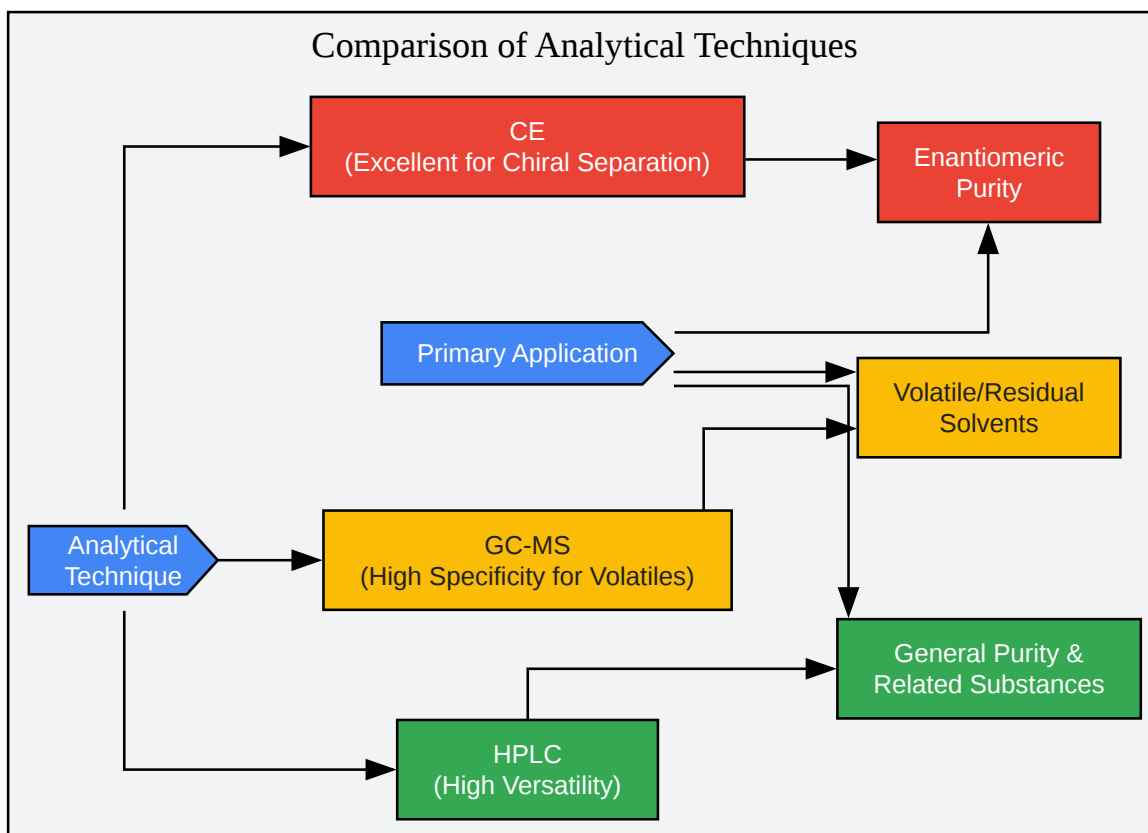 Comparison of Analytical Techniques
CE
(Excellent for Chiral Separation)
Enantiomeric
Purity
Primary Application
Volatile/Residual
Solvents
Analytical
Technique
GC-MS
(High Specificity for Volatiles)
General Purity &
Related Substances
HPLC
(High Versatility)